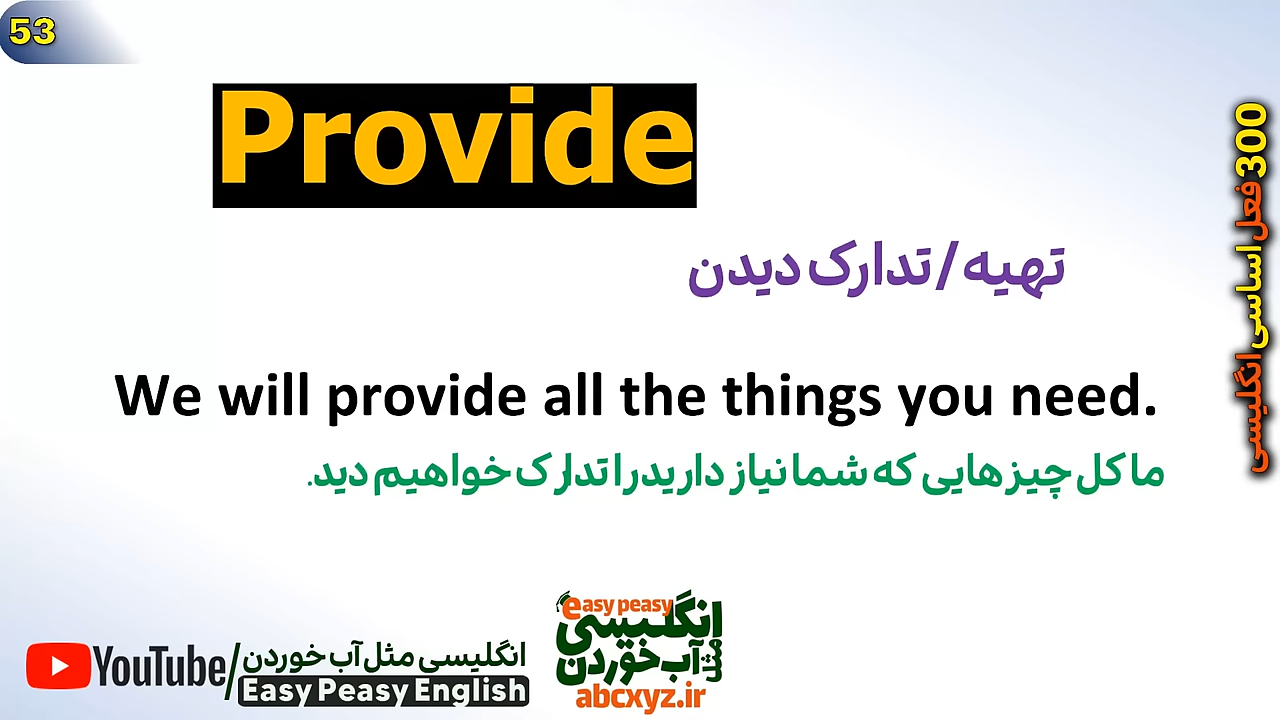 53
Provide
تهیه / تدارک دیدن
We will provide all the things you need.
ما کل چیز هایی که شما نیاز دارید را تدارک خواهیم دید.
300 فعل اساسی انگلیسی
YouTube/انگلیسی مثل آب خوردن
Easy Peasy English
easy peasy
انگلیسی
مثل
آب خوردن
abcxyz.ir